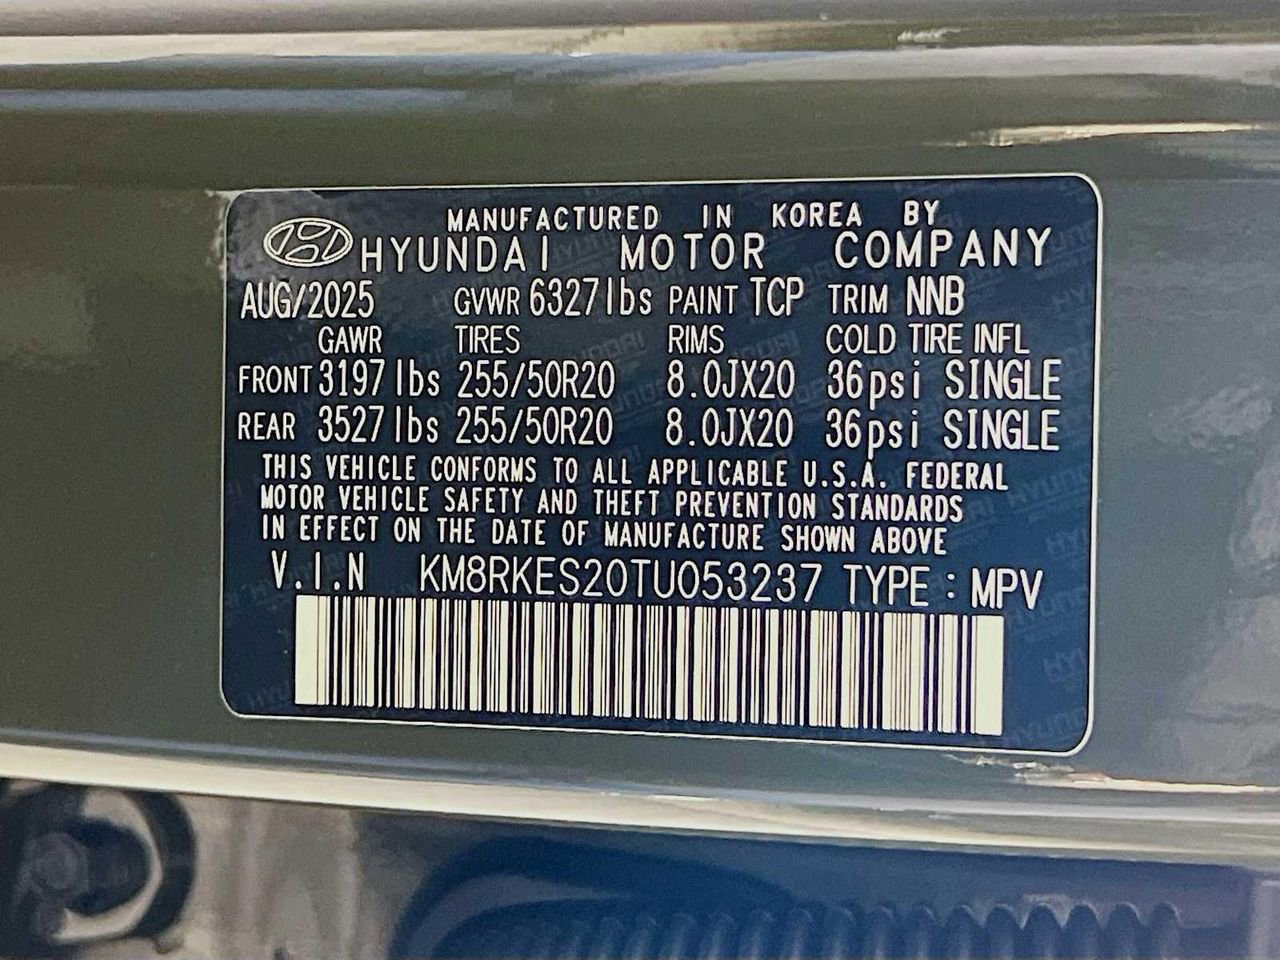 MANUFACTURED IN KOREA BY
HYUNDAI MOTOR COMPANY
AUG/2025 GVWR 6327lbs PAINT TCP TRIM NNB
GAWR TIRES RIMS COLD TIRE INFL
FRONT 3197lbs 255/50R20 8.0JX20 36psi SINGLE
REAR 3527lbs 255/50R20 8.0JX20 36psi SINGLE
THIS VEHICLE CONFORMS TO ALL APPLICABLE U.S.A. FEDERAL
MOTOR VEHICLE SAFETY AND THEFT PREVENTION STANDARDS
IN EFFECT ON THE DATE OF MANUFACTURE SHOWN ABOVE
V.I.N KM8RKES20TU053237 TYPE : MPV